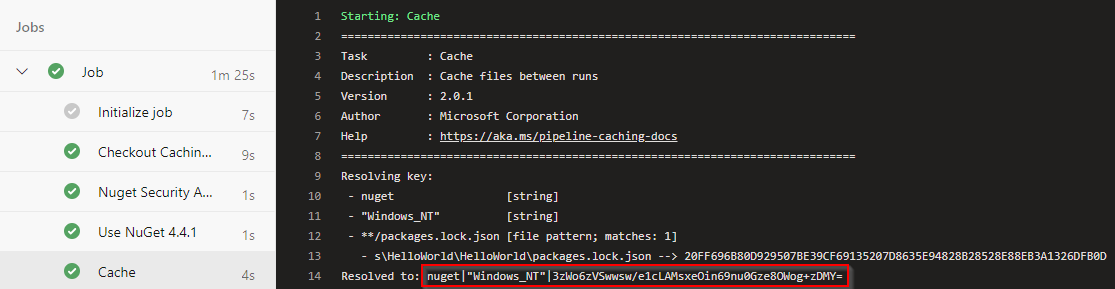 Jobs
Job 1m 25s
Initialize job 7s
Checkout Cachin... 9s
Nuget Security A... 1s
Use NuGet 4.4.1 1s
Cache 4s
1 Starting: Cache
2 ==============================================================================
3 Task : Cache
4 Description : Cache files between runs
5 Version : 2.0.1
6 Author : Microsoft Corporation
7 Help : https://aka.ms/pipeline-caching-docs
8 ==============================================================================
9 Resolving key:
10 - nuget [string]
11 - "Windows_NT" [string]
12 - **/packages.lock.json [file pattern; matches: 1]
13 - s\HelloWorld\HelloWorld\packages.lock.json --> 20FF696B80D929507BE39CF69135207D8635E94828B28528E88EB3A1326DFB0D
14 Resolved to: nuget|"Windows_NT"|3zWo6zVSwwsw/e1cLAMsxeOin69nu0Gze8OWog+zDMY=